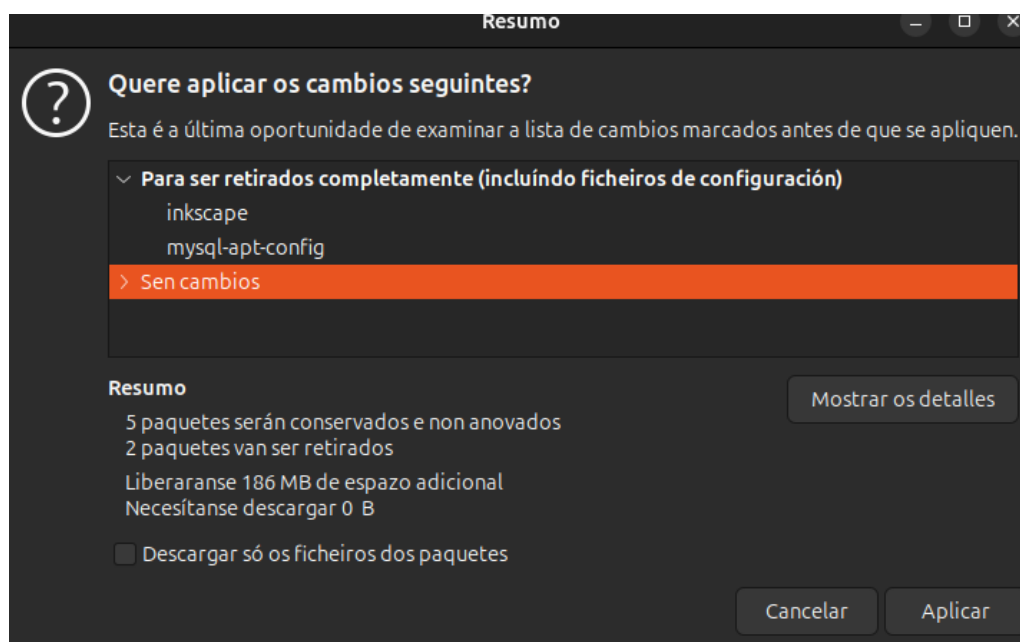 Resumo
Quere aplicar os cambios seguintes?
Esta é a última oportunidade de examinar a lista de cambios marcados antes de que se apliquen.
Para ser retirados completamente (incluíndo ficheiros de configuración)
inkscape
mysql-apt-config
Sen cambios
Resumo
Mostrar os detalles
5 paquetes serán conservados e non anovados
2 paquetes van ser retirados
Liberaranse 186 MB de espazo adicional
Necesítanse descargar 0 B
Descargar só os ficheiros dos paquetes
Cancelar
Aplicar